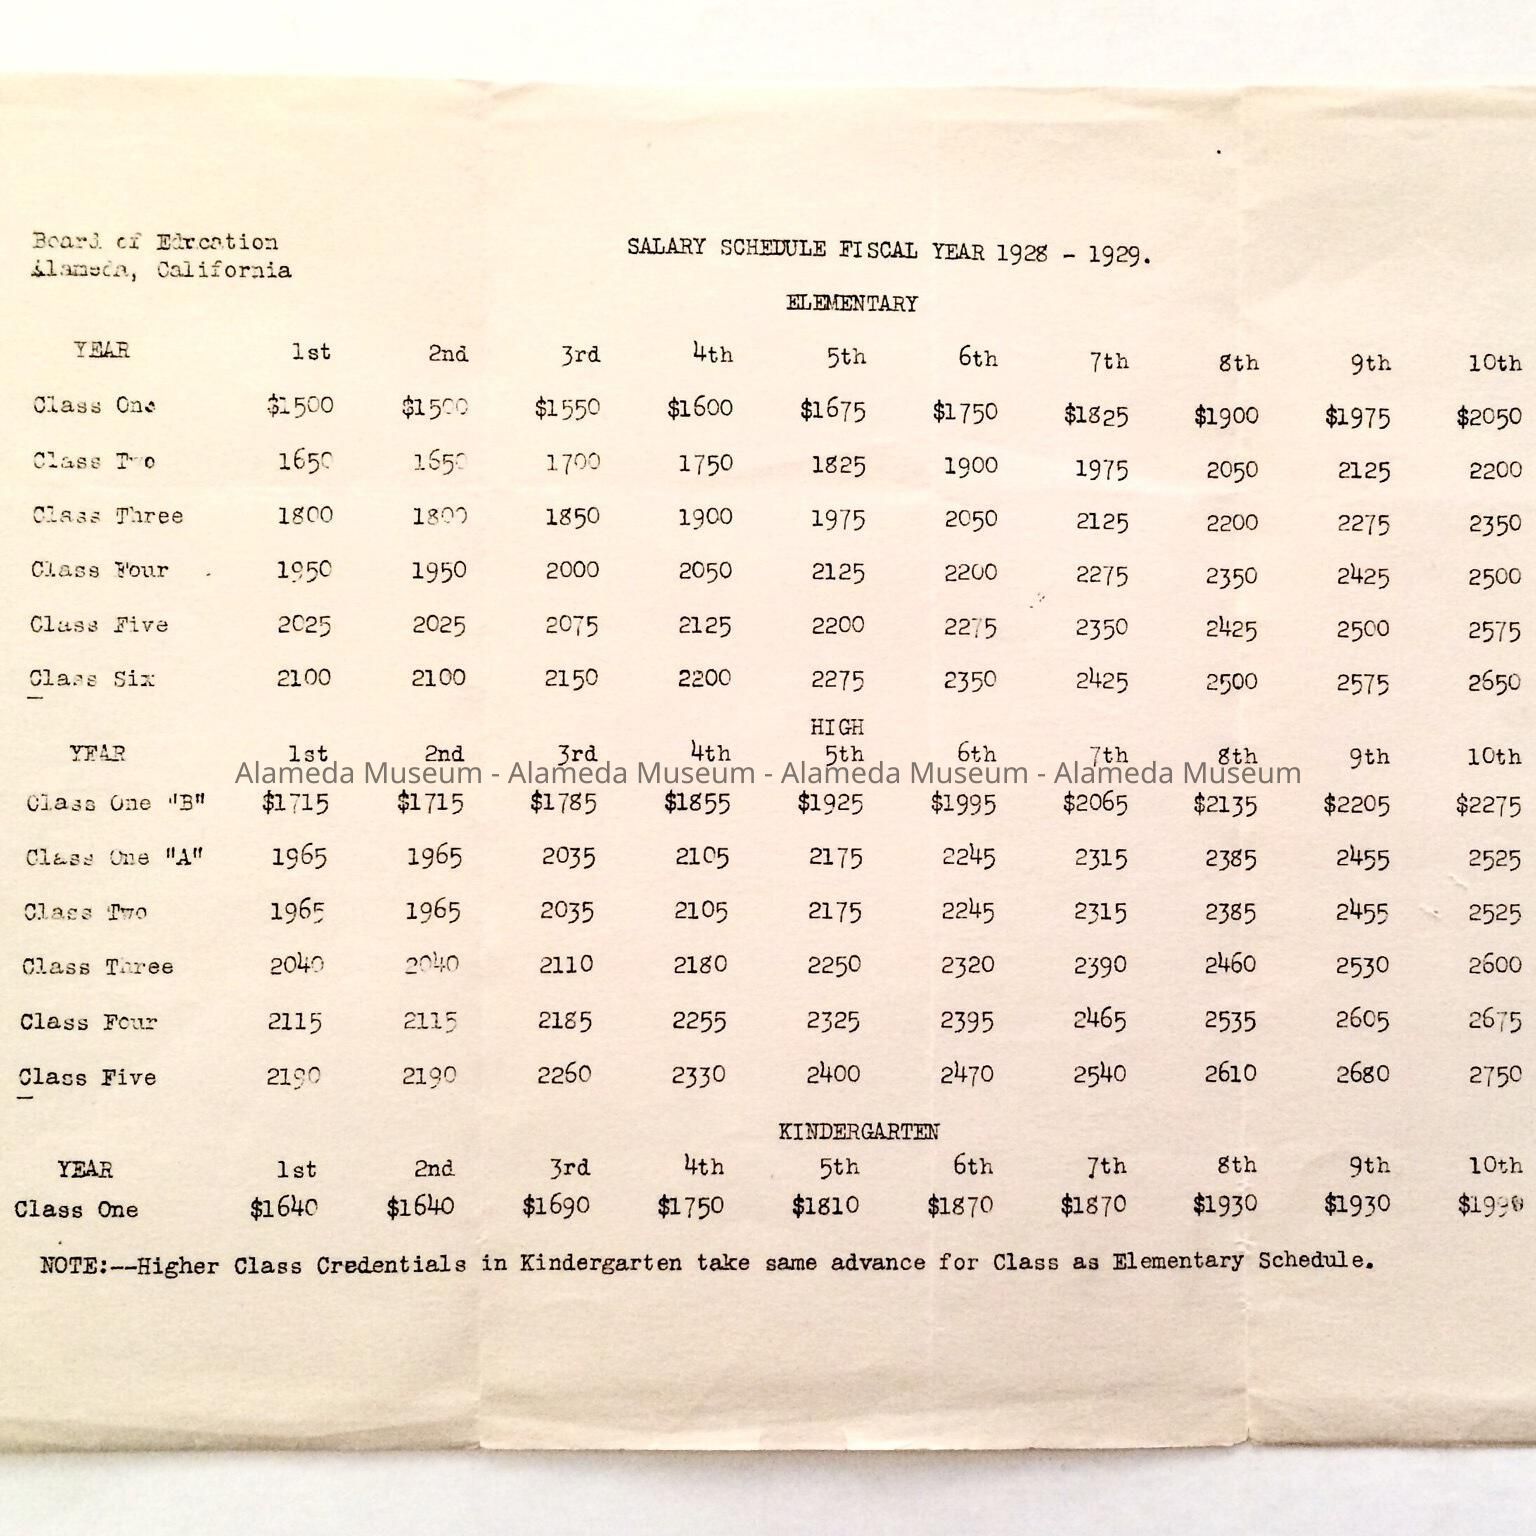 Board of Education
Alameda, California
SALARY SCHEDULE FISCAL YEAR 1928 - 1929.
ELEMENTARY
YEAR 1st 2nd 3rd 4th 5th 6th 7th 8th 9th 10th
Class One $1500 $1500 $1550 $1600 $1675 $1750 $1825 $1900 $1975 $2050
Class Two 1650 1650 1700 1750 1825 1900 1975 2050 2125 2200
Class Three 1800 1800 1850 1900 1975 2050 2125 2200 2275 2350
Class Four 1950 1950 2000 2050 2125 2200 2275 2350 2425 2500
Class Five 2025 2025 2075 2125 2200 2275 2350 2425 2500 2575
Class Six 2100 2100 2150 2200 2275 2350 2425 2500 2575 2650
HIGH
YEAR 1st 2nd 3rd 4th 5th 6th 7th 8th 9th 10th
Alameda Museum - Alameda Museum - Alameda Museum - Alameda Museum
Class One "B" $1715 $1715 $1785 $1855 $1925 $1995 $2065 $2135 $2205 $2275
Class One "A" 1965 1965 2035 2105 2175 2245 2315 2385 2455 2525
Class Two 1965 1965 2035 2105 2175 2245 2315 2385 2455 2525
Class Three 2040 2040 2110 2180 2250 2320 2390 2460 2530 2600
Class Four 2115 2115 2185 2255 2325 2395 2465 2535 2605 2675
Class Five 2190 2190 2260 2330 2400 2470 2540 2610 2680 2750
KINDERGARTEN
YEAR 1st 2nd 3rd 4th 5th 6th 7th 8th 9th 10th
Class One $1640 $1640 $1690 $1750 $1810 $1870 $1870 $1930 $1930
NOTE:--Higher Class Credentials in Kindergarten take same advance for Class as Elementary Schedule.